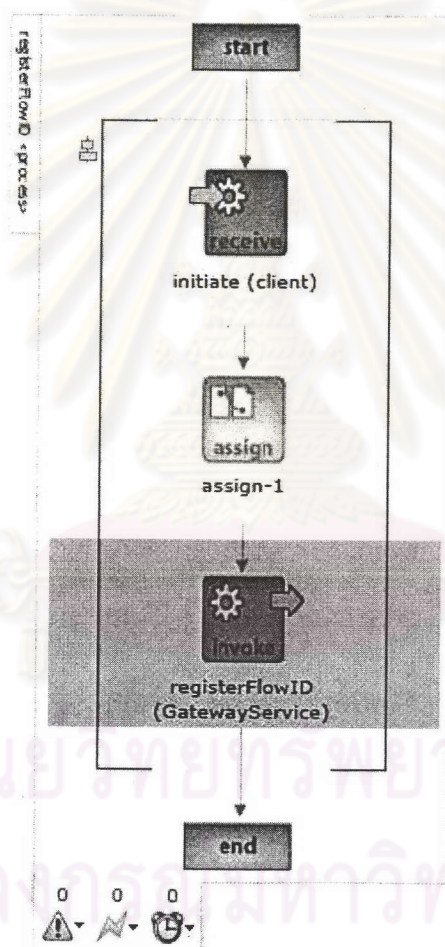 registerFlowID <process>
start
receive
initiate (client)
assign
assign-1
invoke
registerFlowID
(GatewayService)
end
0 0 0